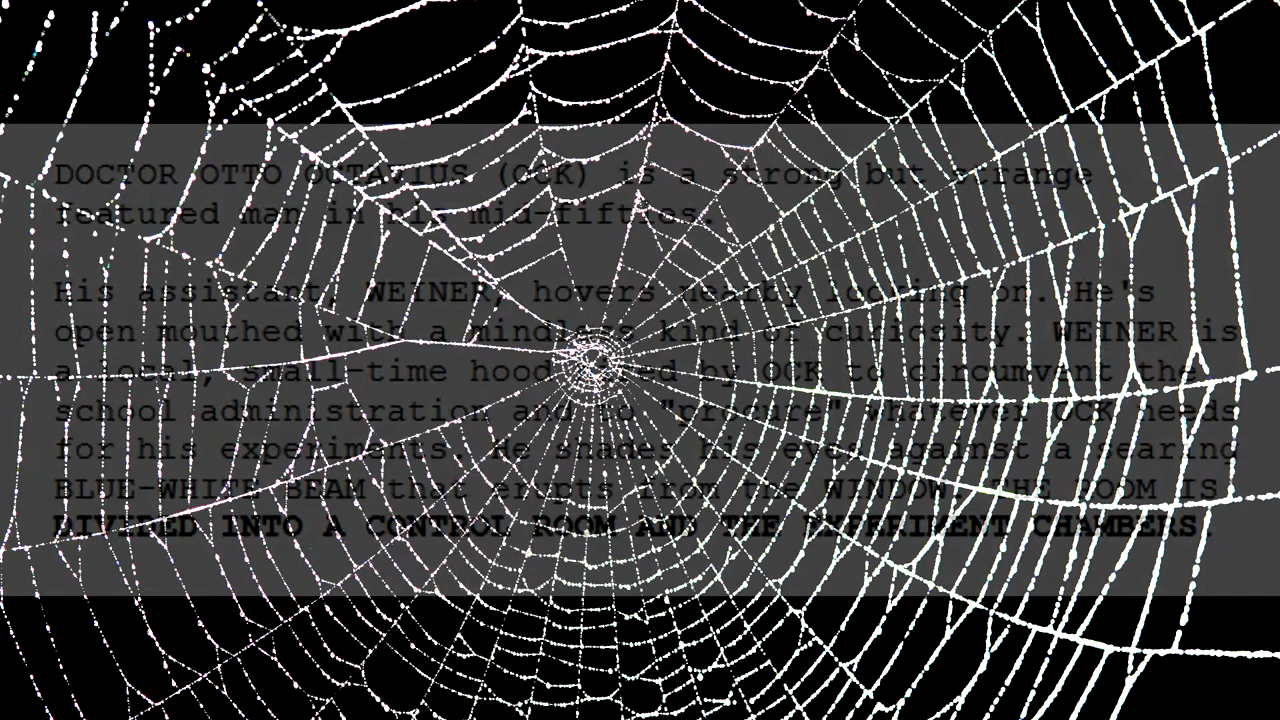 DOCTOR OTTO OCTAVIUS (OCK) is a strong but strange
featured man in his mid-fifties.
His assistant, WEINER, hovers nearby looking on. He's
open mouthed with a mindless kind of curiosity. WEINER is
a local, small-time hood used by OCK to circumvent the
school administration and to "procure" whatever OCK needs
for his experiments. He shades his eyes against a searing
BLUE-WHITE BEAM that erupts from the WINDOW. THE ROOM IS
DIVIDED INTO A CONTROL ROOM AND THE EXPERIMENT CHAMBERS.